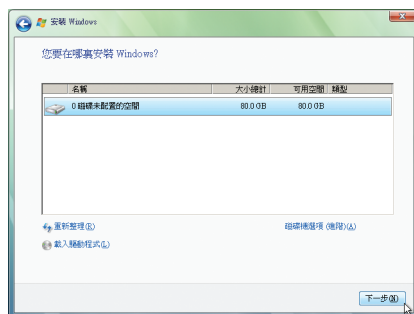 安裝 Windows
您要在哪裏安裝 Windows?
名稱 大小總計 可用空間 類型
0 磁碟未配置的空間 80.0 GB 80.0 GB
重新整理(R) 磁碟機選項 (進階)(A)
載入驅動程式(L)
下一步(N)